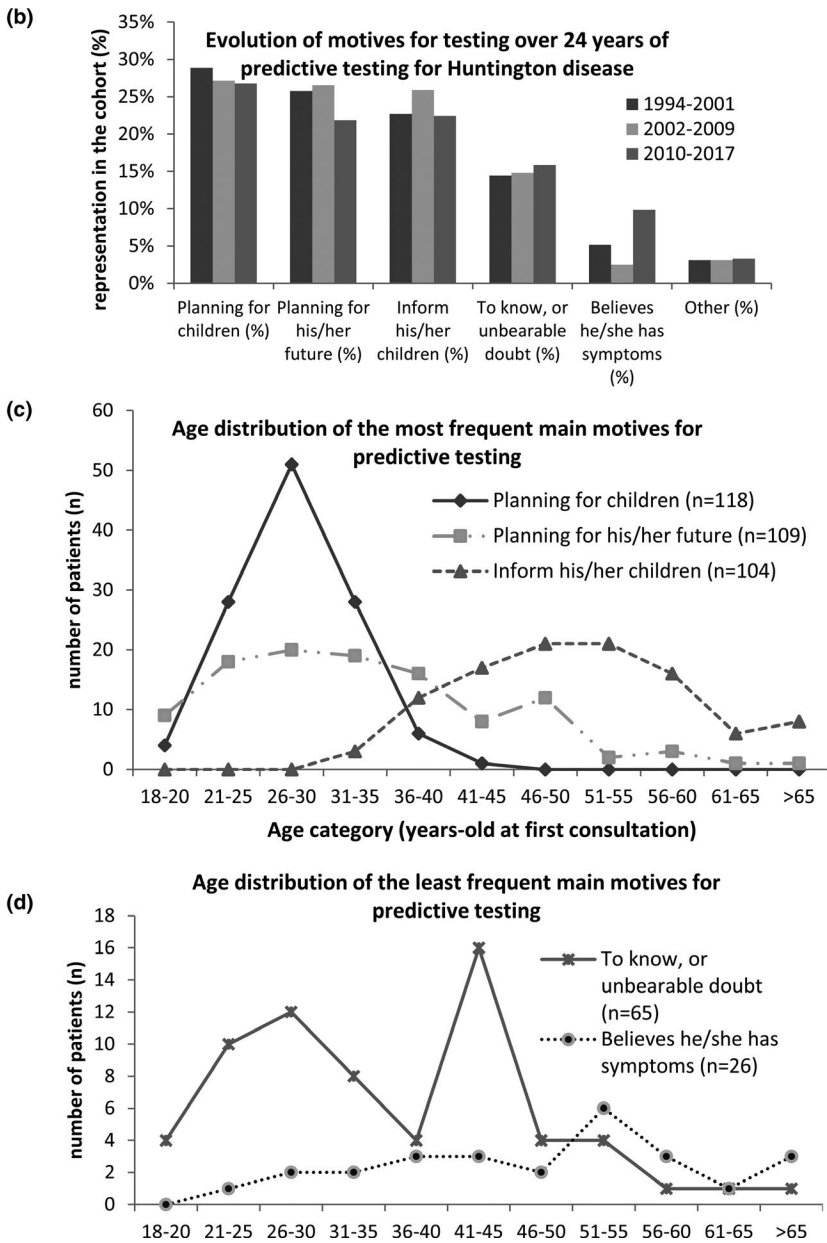 (b)
Evolution of motives for testing over 24 years of
predictive testing for Huntington disease
representation in the cohort (%)
35%
30%
25%
20%
15%
10%
5%
0%
1994-2001
2002-2009
2010-2017
Planning for
children (%)
Planning for
his/her
future (%)
Inform
his/her
children (%)
To know, or
unbearable
doubt (%)
Believes
he/she has
symptoms
(%)
Other (%)
(c)
Age distribution of the most frequent main motives for
predictive testing
number of patients (n)
60
50
40
30
20
10
0
Planning for children (n=118)
Planning for his/her future (n=109)
Inform his/her children (n=104)
18-20 21-25 26-30 31-35 36-40 41-45 46-50 51-55 56-60 61-65 >65
Age category (years-old at first consultation)
(d)
Age distribution of the least frequent main motives for
predictive testing
number of patients (n)
18
16
14
12
10
8
6
4
2
0
To know, or
unbearable doubt
(n=65)
Believes he/she has
symptoms (n=26)
18-20 21-25 26-30 31-35 36-40 41-45 46-50 51-55 56-60 61-65 >65